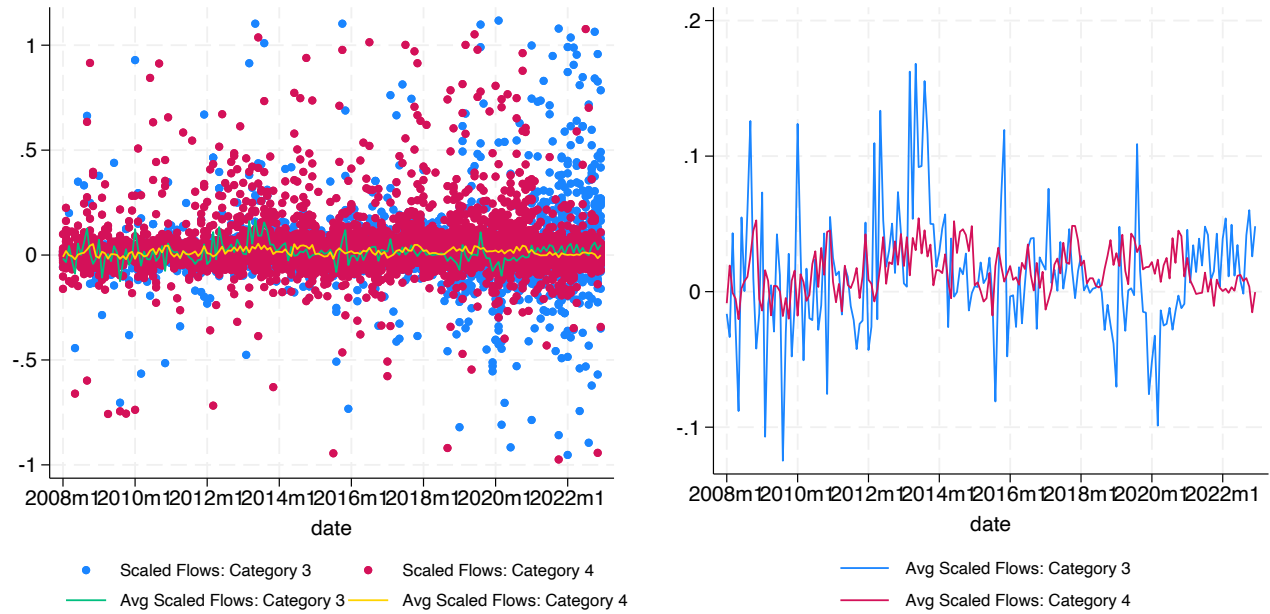 1
.5
0
-.5
-1
2008m1 2010m1 2012m1 2014m1 2016m1 2018m1 2020m1 2022m1
date
Scaled Flows: Category 3 Scaled Flows: Category 4
Avg Scaled Flows: Category 3 Avg Scaled Flows: Category 4
.2
.1
0
-.1
2008m1 2010m1 2012m1 2014m1 2016m1 2018m1 2020m1 2022m1
date
Avg Scaled Flows: Category 3
Avg Scaled Flows: Category 4